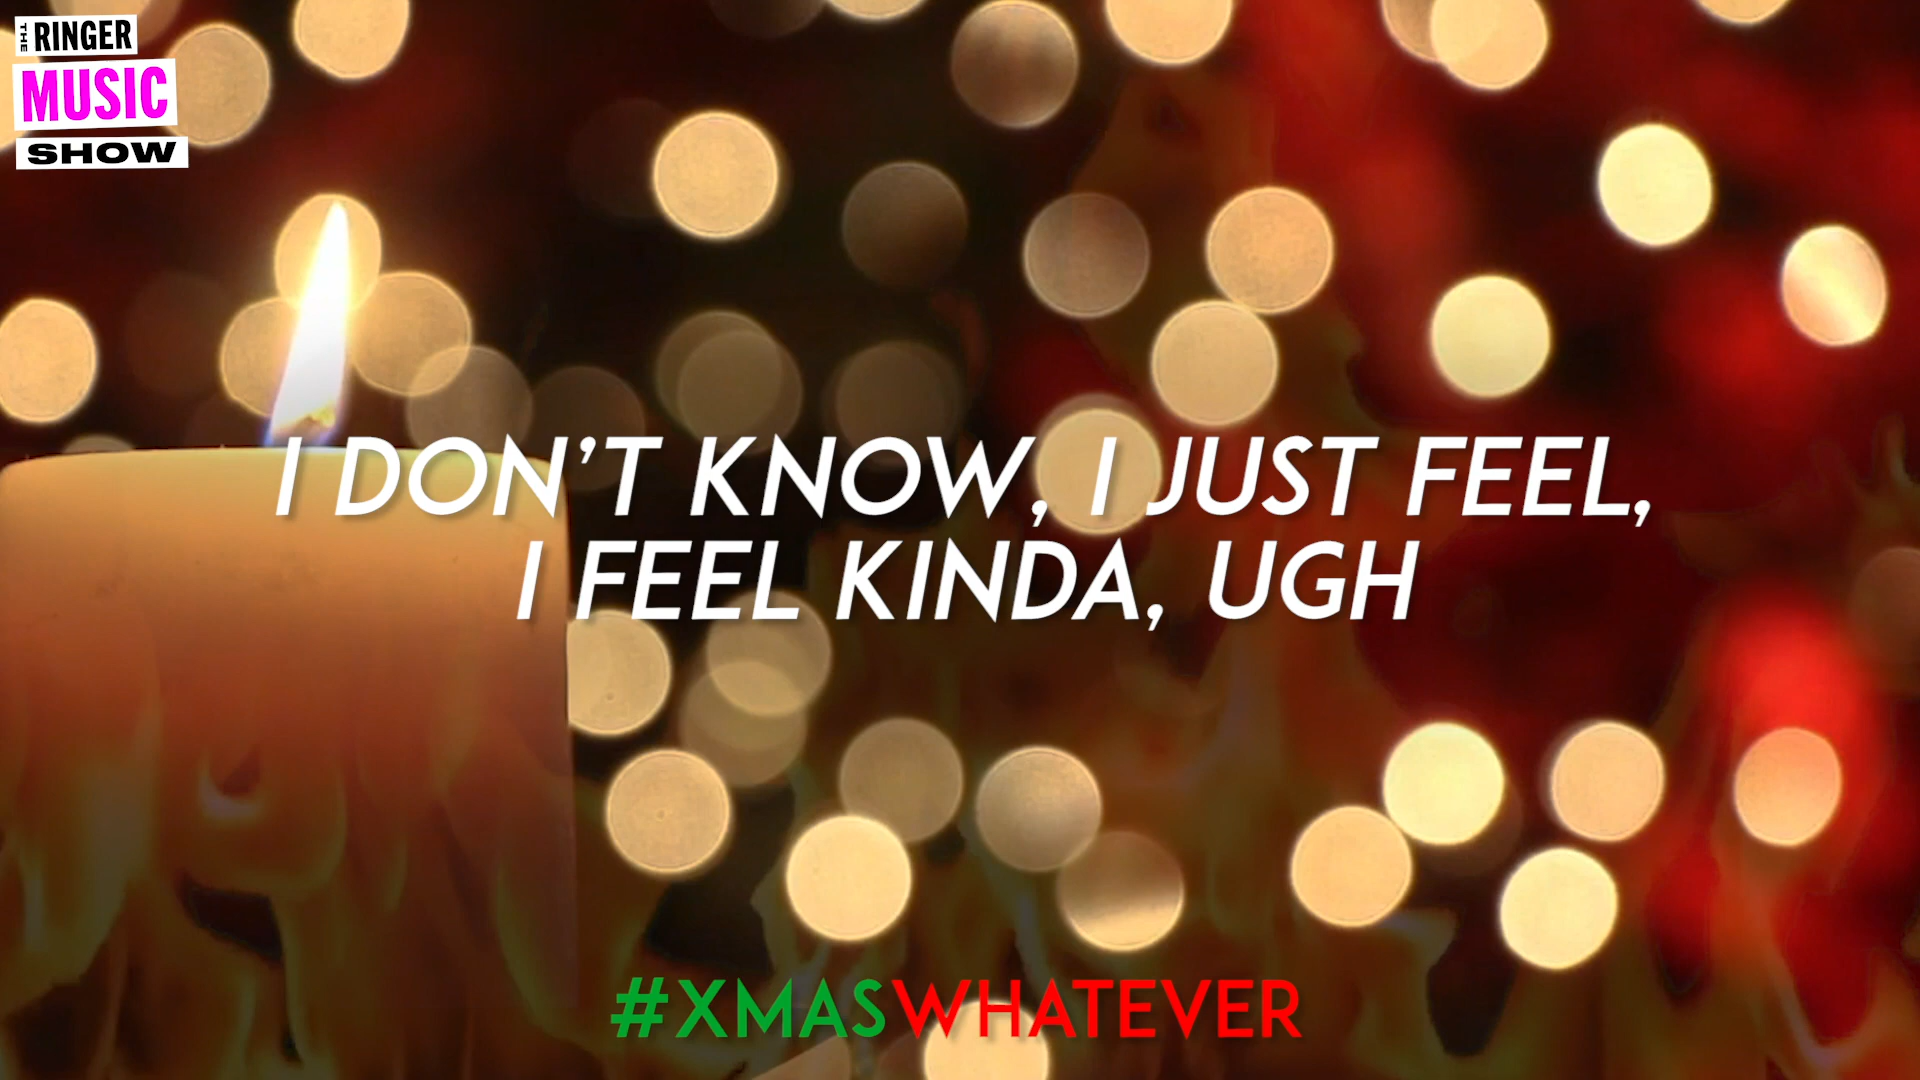 THE RINGER
MUSIC
SHOW
I DON’T KNOW, I JUST FEEL,
I FEEL KINDA, UGH
#XMASWHATEVER